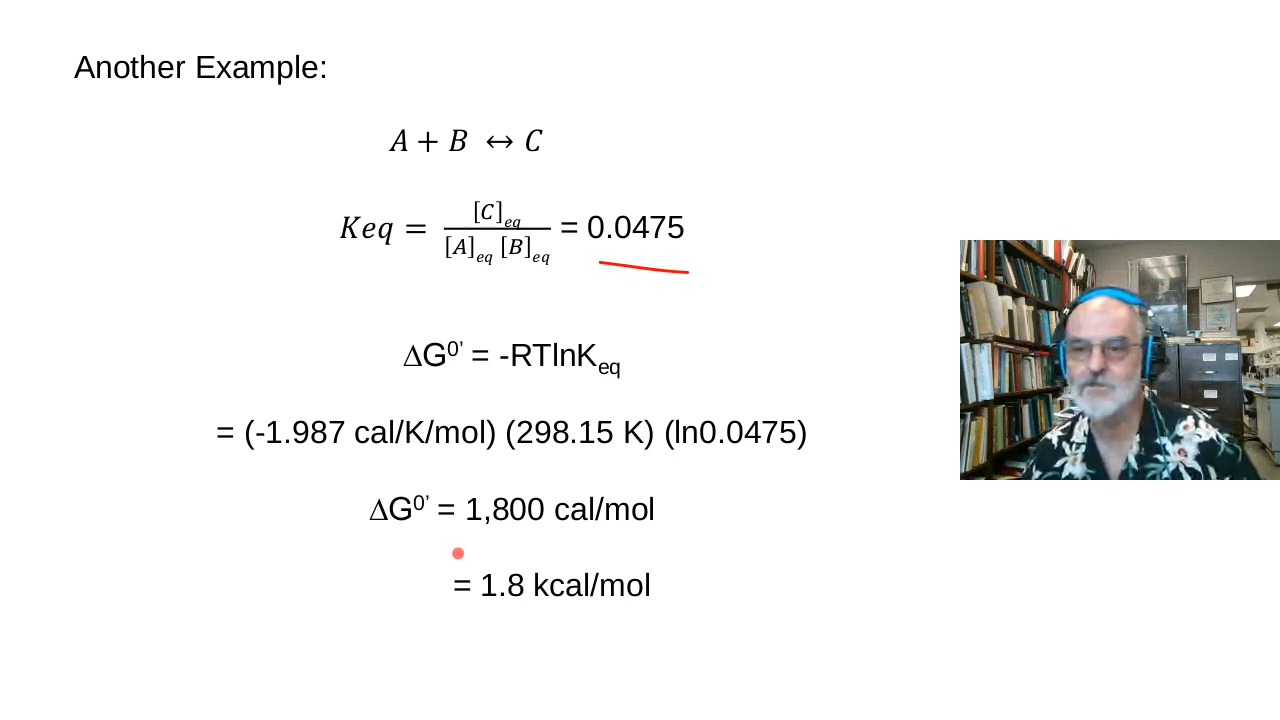 Another Example:
A + B ↔ C
Keq = [C]eq / [A]eq [B]eq = 0.0475
ΔG0’ = -RTlnKeq
= (-1.987 cal/K/mol) (298.15 K) (ln0.0475)
ΔG0’ = 1,800 cal/mol
= 1.8 kcal/mol